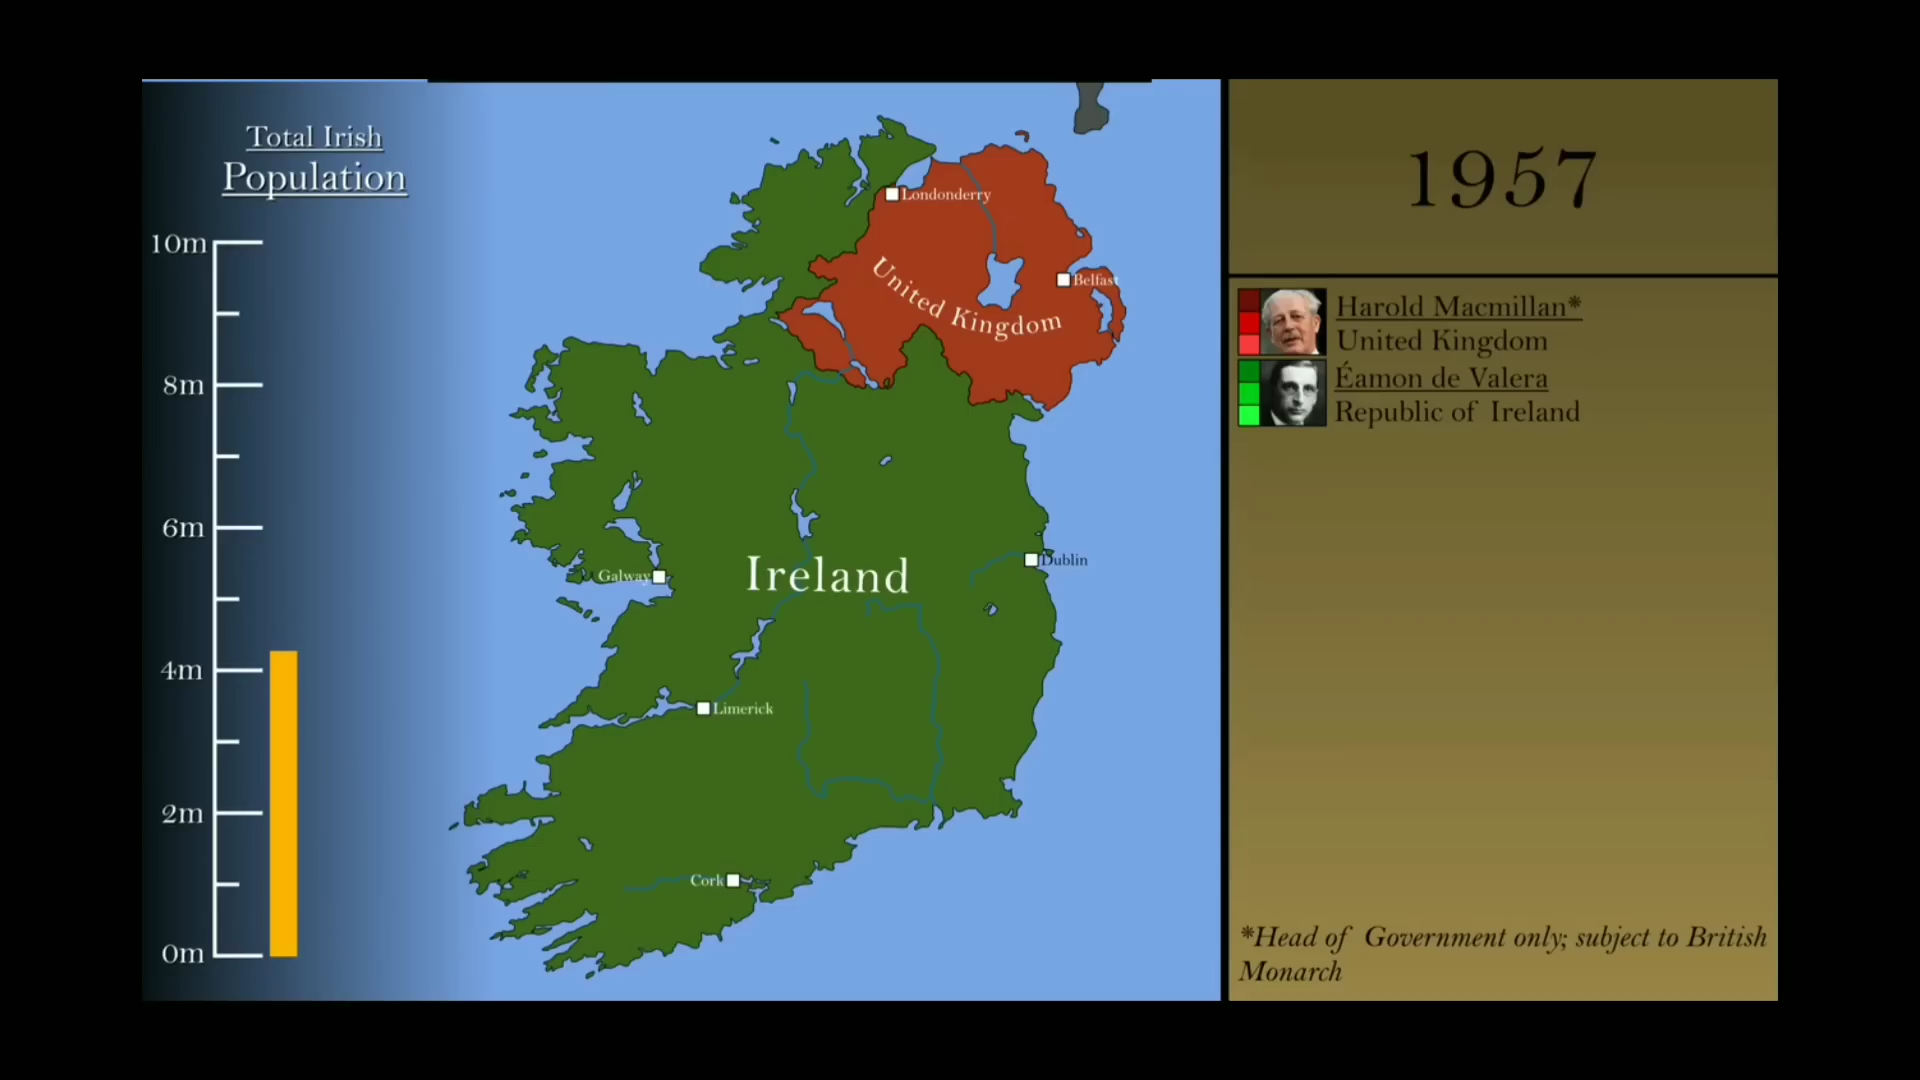 Total Irish
Population
10m
8m
6m
4m
2m
0m
Londonderry
Belfast
United Kingdom
Ireland
Galway
Dublin
Limerick
Cork
1957
Harold Macmillan*
United Kingdom
Éamon de Valera
Republic of Ireland
*Head of Government only; subject to British
Monarch